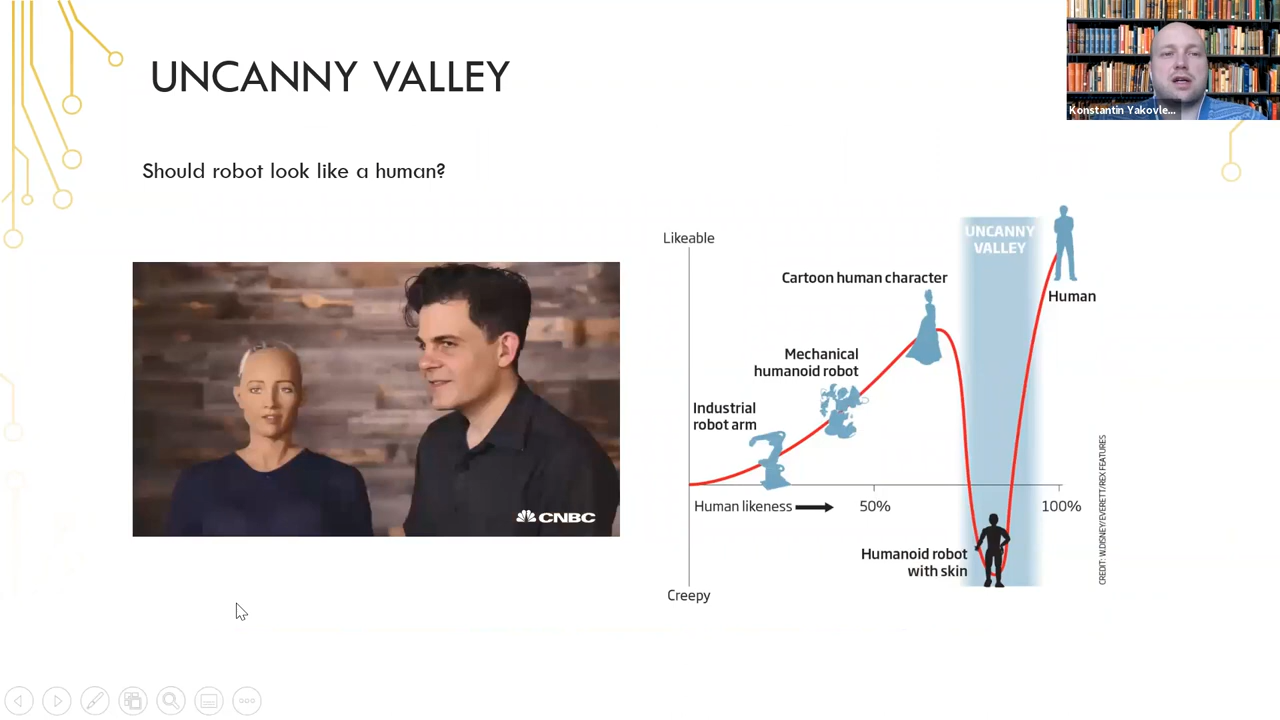 UNCANNY VALLEY
Konstantin Yakovle...
Should robot look like a human?
CNBC
Likeable
UNCANNY
VALLEY
Cartoon human character
Human
Mechanical
humanoid robot
Industrial
robot arm
Human likeness
50%
100%
Humanoid robot
with skin
Creepy
CREDIT: W.DISNEY/EVERETT/REX FEATURES